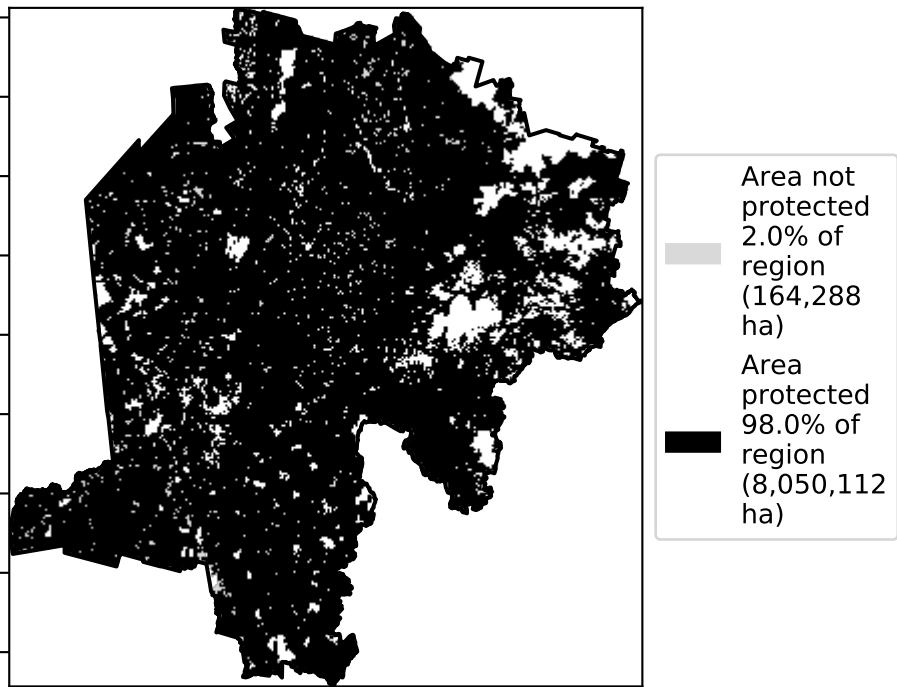 Area not
protected
2.0% of
region
(164,288
ha)
Area
protected
98.0% of
region
(8,050,112
ha)